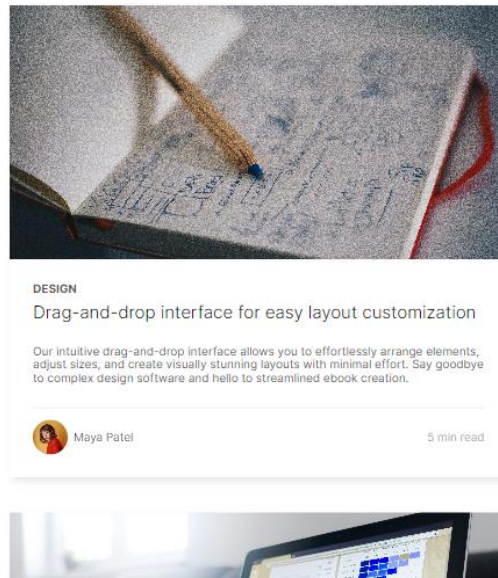 DESIGN
Drag-and-drop interface for easy layout customization
Our intuitive drag-and-drop interface allows you to effortlessly arrange elements,
adjust sizes, and create visually stunning layouts with minimal effort. Say goodbye
to complex design software and hello to streamlined ebook creation.
Maya Patel
5 min read